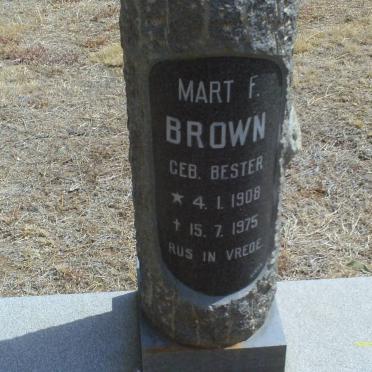 MART F.
BROWN
GEB. BESTER
* 4. 1. 1908
† 15. 7. 1975
RUS IN VREDE